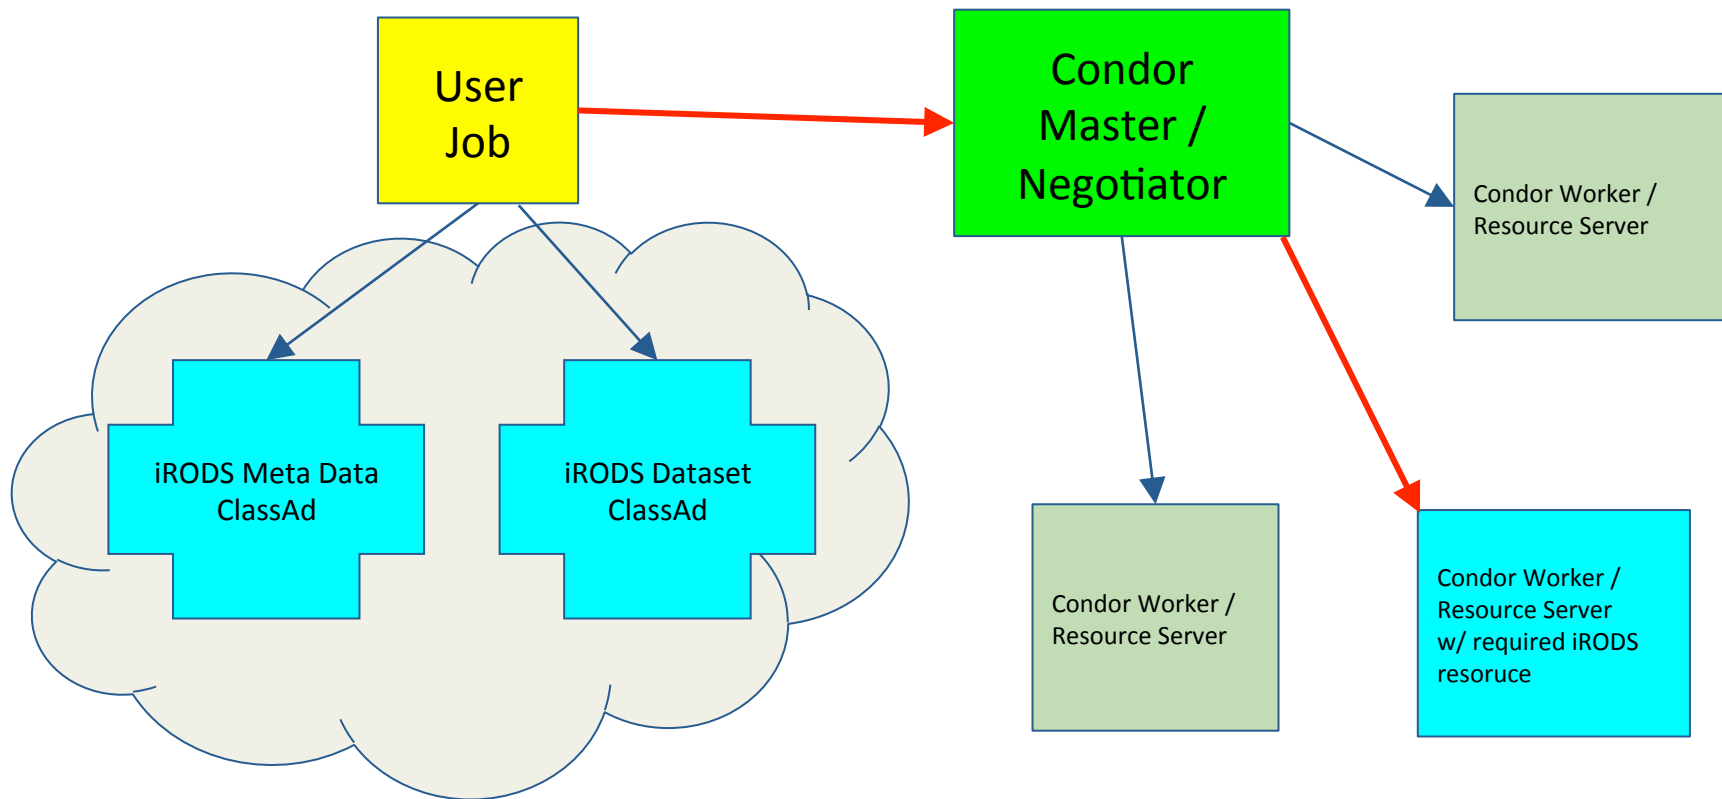 User
Job
Condor
Master /
Negotiator
Condor Worker /
Resource Server
iRODS Meta Data
ClassAd
iRODS Dataset
ClassAd
Condor Worker /
Resource Server
Condor Worker /
Resource Server
w/ required iRODS
resoruce